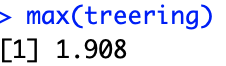 > max(treering)
[1] 1.908